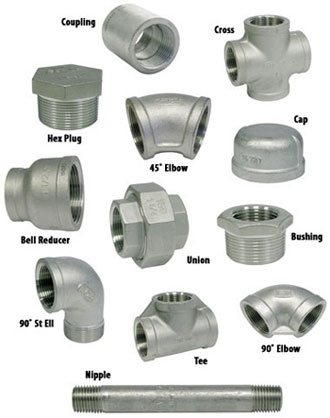 Coupling
Cross
Hex Plug
Cap
45° Elbow
Bell Reducer
Union
Bushing
90° St Ell
Tee
90° Elbow
Nipple